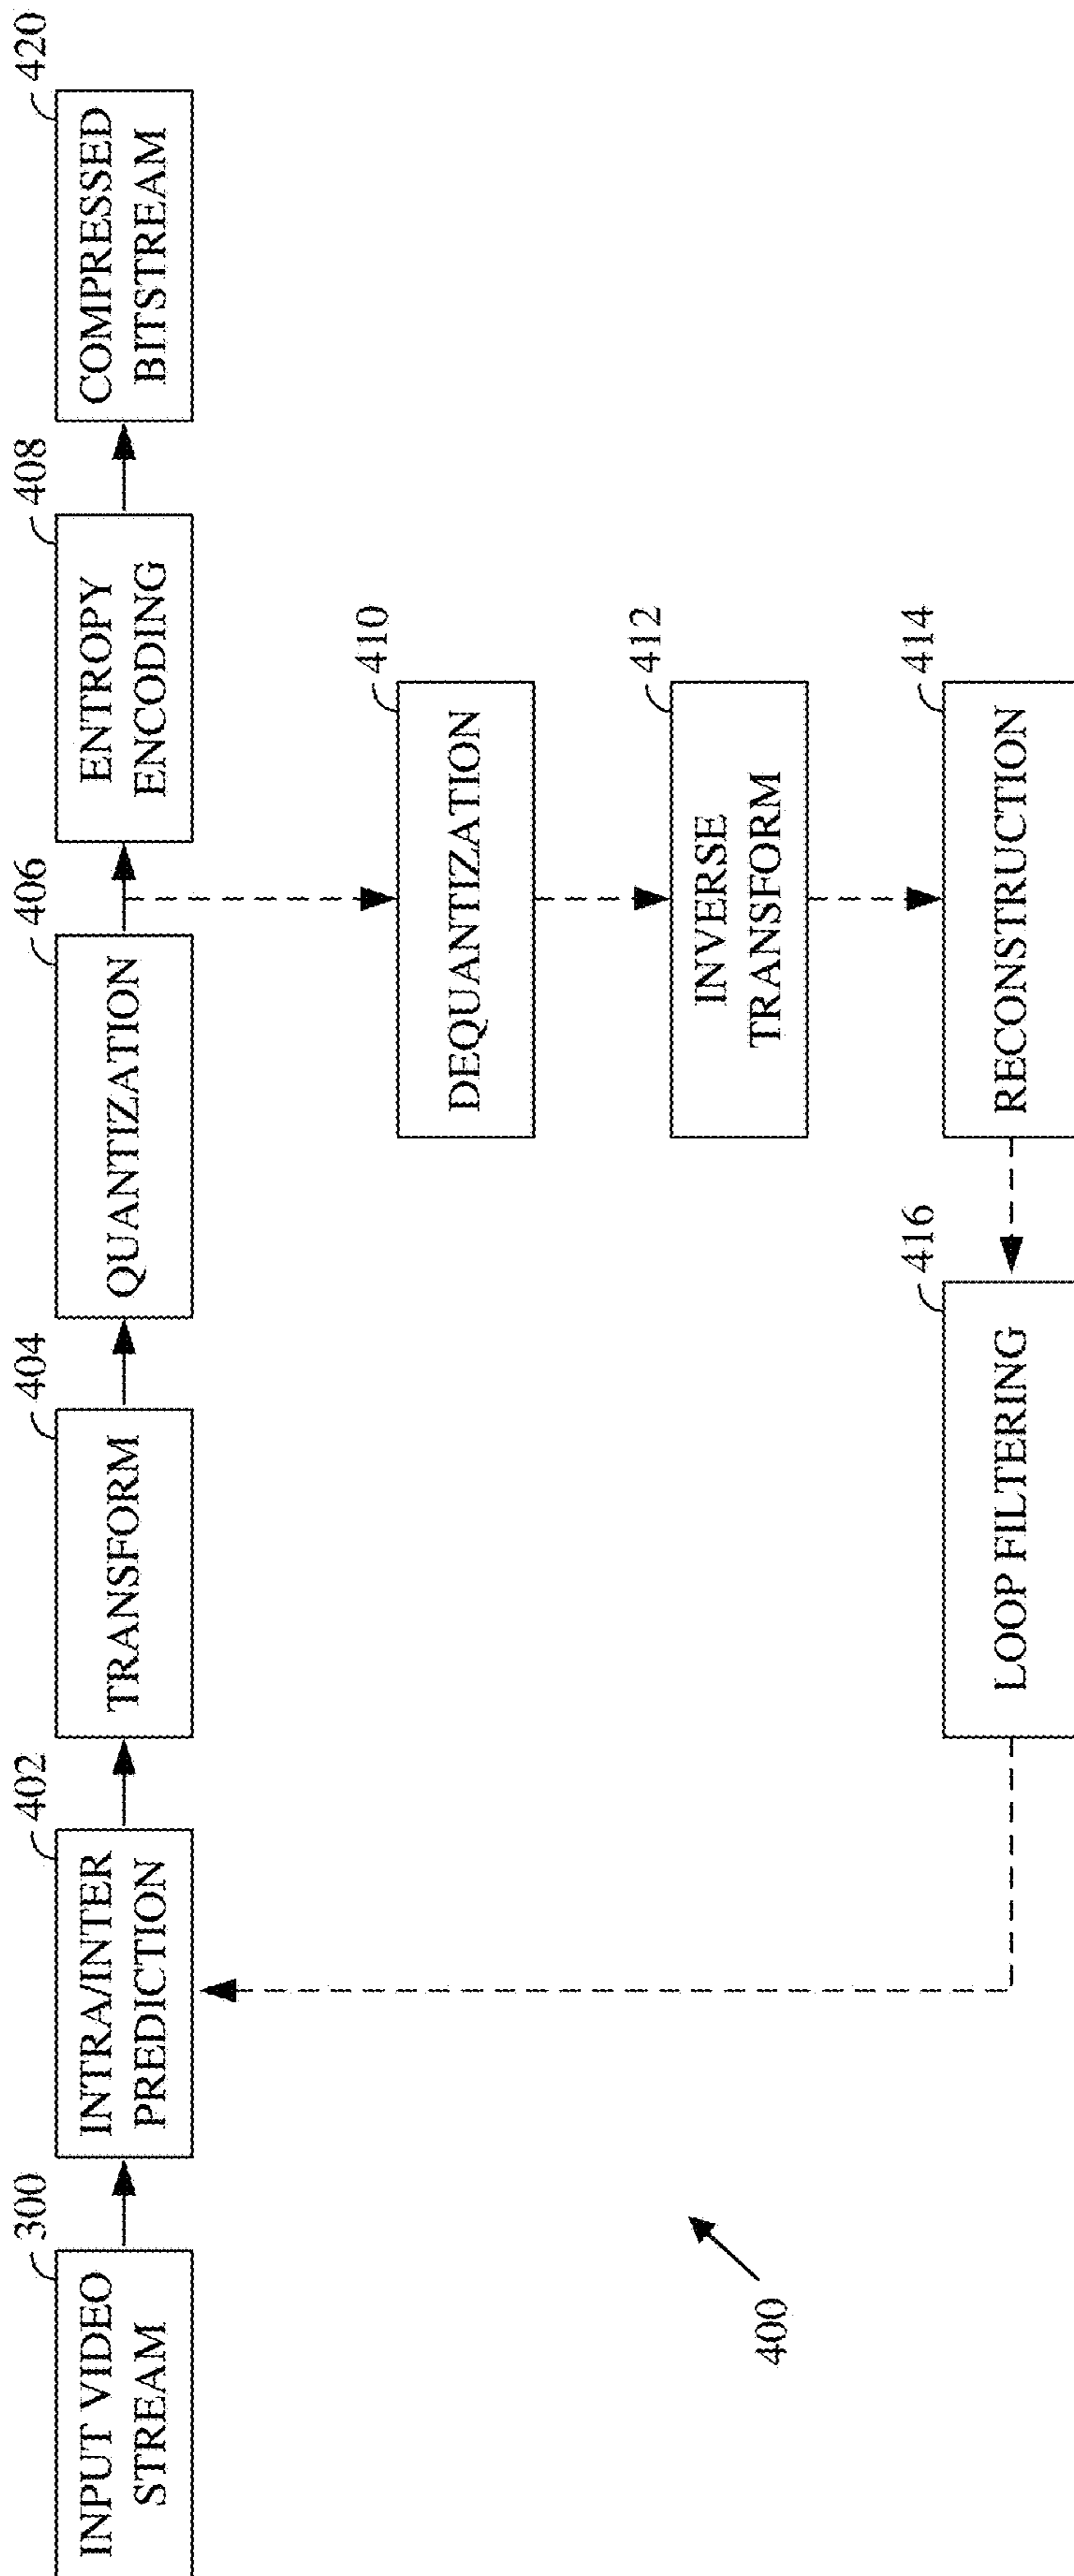 300
INPUT VIDEO
STREAM
402
INTRA/INTER
PREDICTION
404
TRANSFORM
406
QUANTIZATION
408
ENTROPY
ENCODING
420
COMPRESSED
BITSTREAM
410
DEQUANTIZATION
412
INVERSE
TRANSFORM
414
RECONSTRUCTION
416
LOOP FILTERING
400